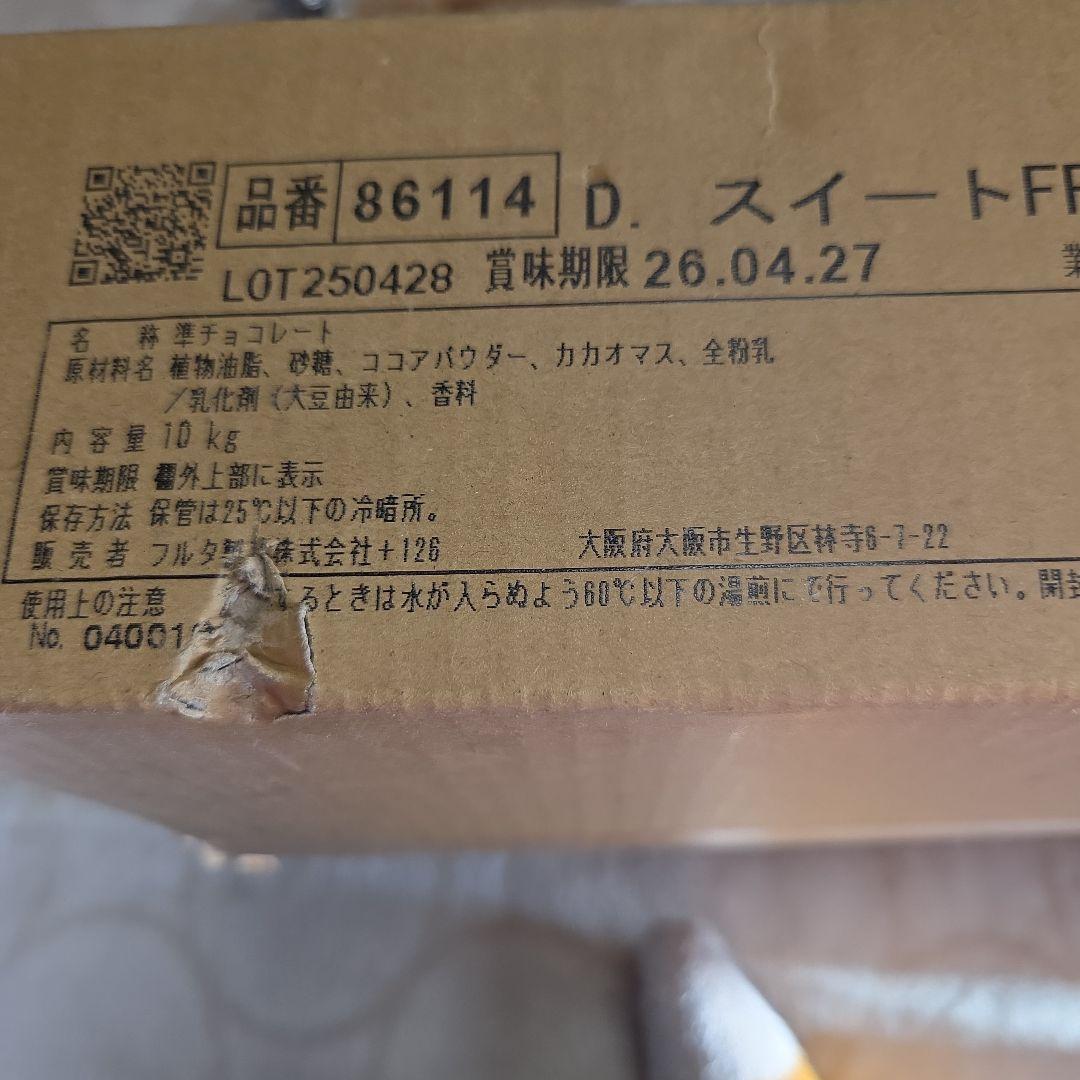 品番 86114 D. スイートFF
LOT250428 賞味期限 26.04.27 業
名称 準チョコレート
原材料名 植物油脂、砂糖、ココアパウダー、カカオマス、全粉乳
/乳化剤(大豆由来)、香料
内容量 10 kg
賞味期限 欄外上部に表示
保存方法 保管は25℃以下の冷暗所。
販売者 フルタ製 株式会社+126 大阪府大阪市生野区林寺6-7-22
使用上の注意 るときは水が入らぬよう60℃以下の湯煎にて行ってください。開封
No. 04001